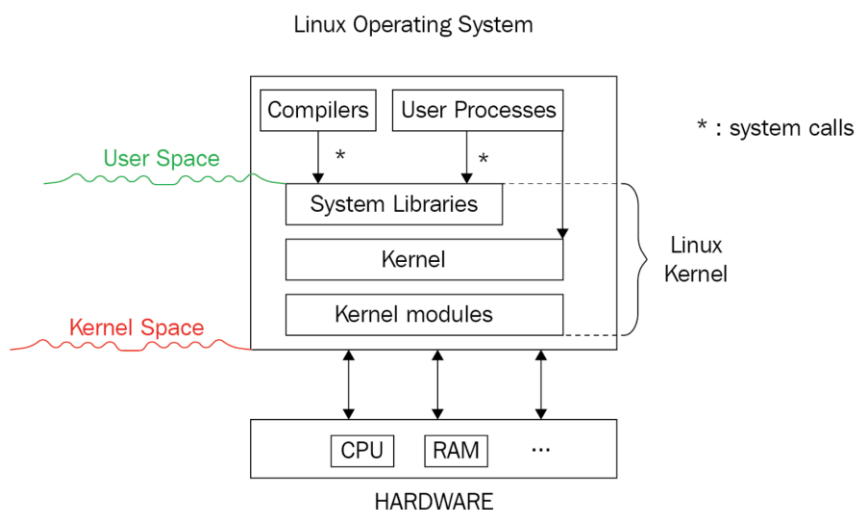 Linux Operating System
Compilers
User Processes
* : system calls
*
*
User Space
System Libraries
Linux
Kernel
Kernel
Kernel modules
Kernel Space
CPU
RAM
...
HARDWARE